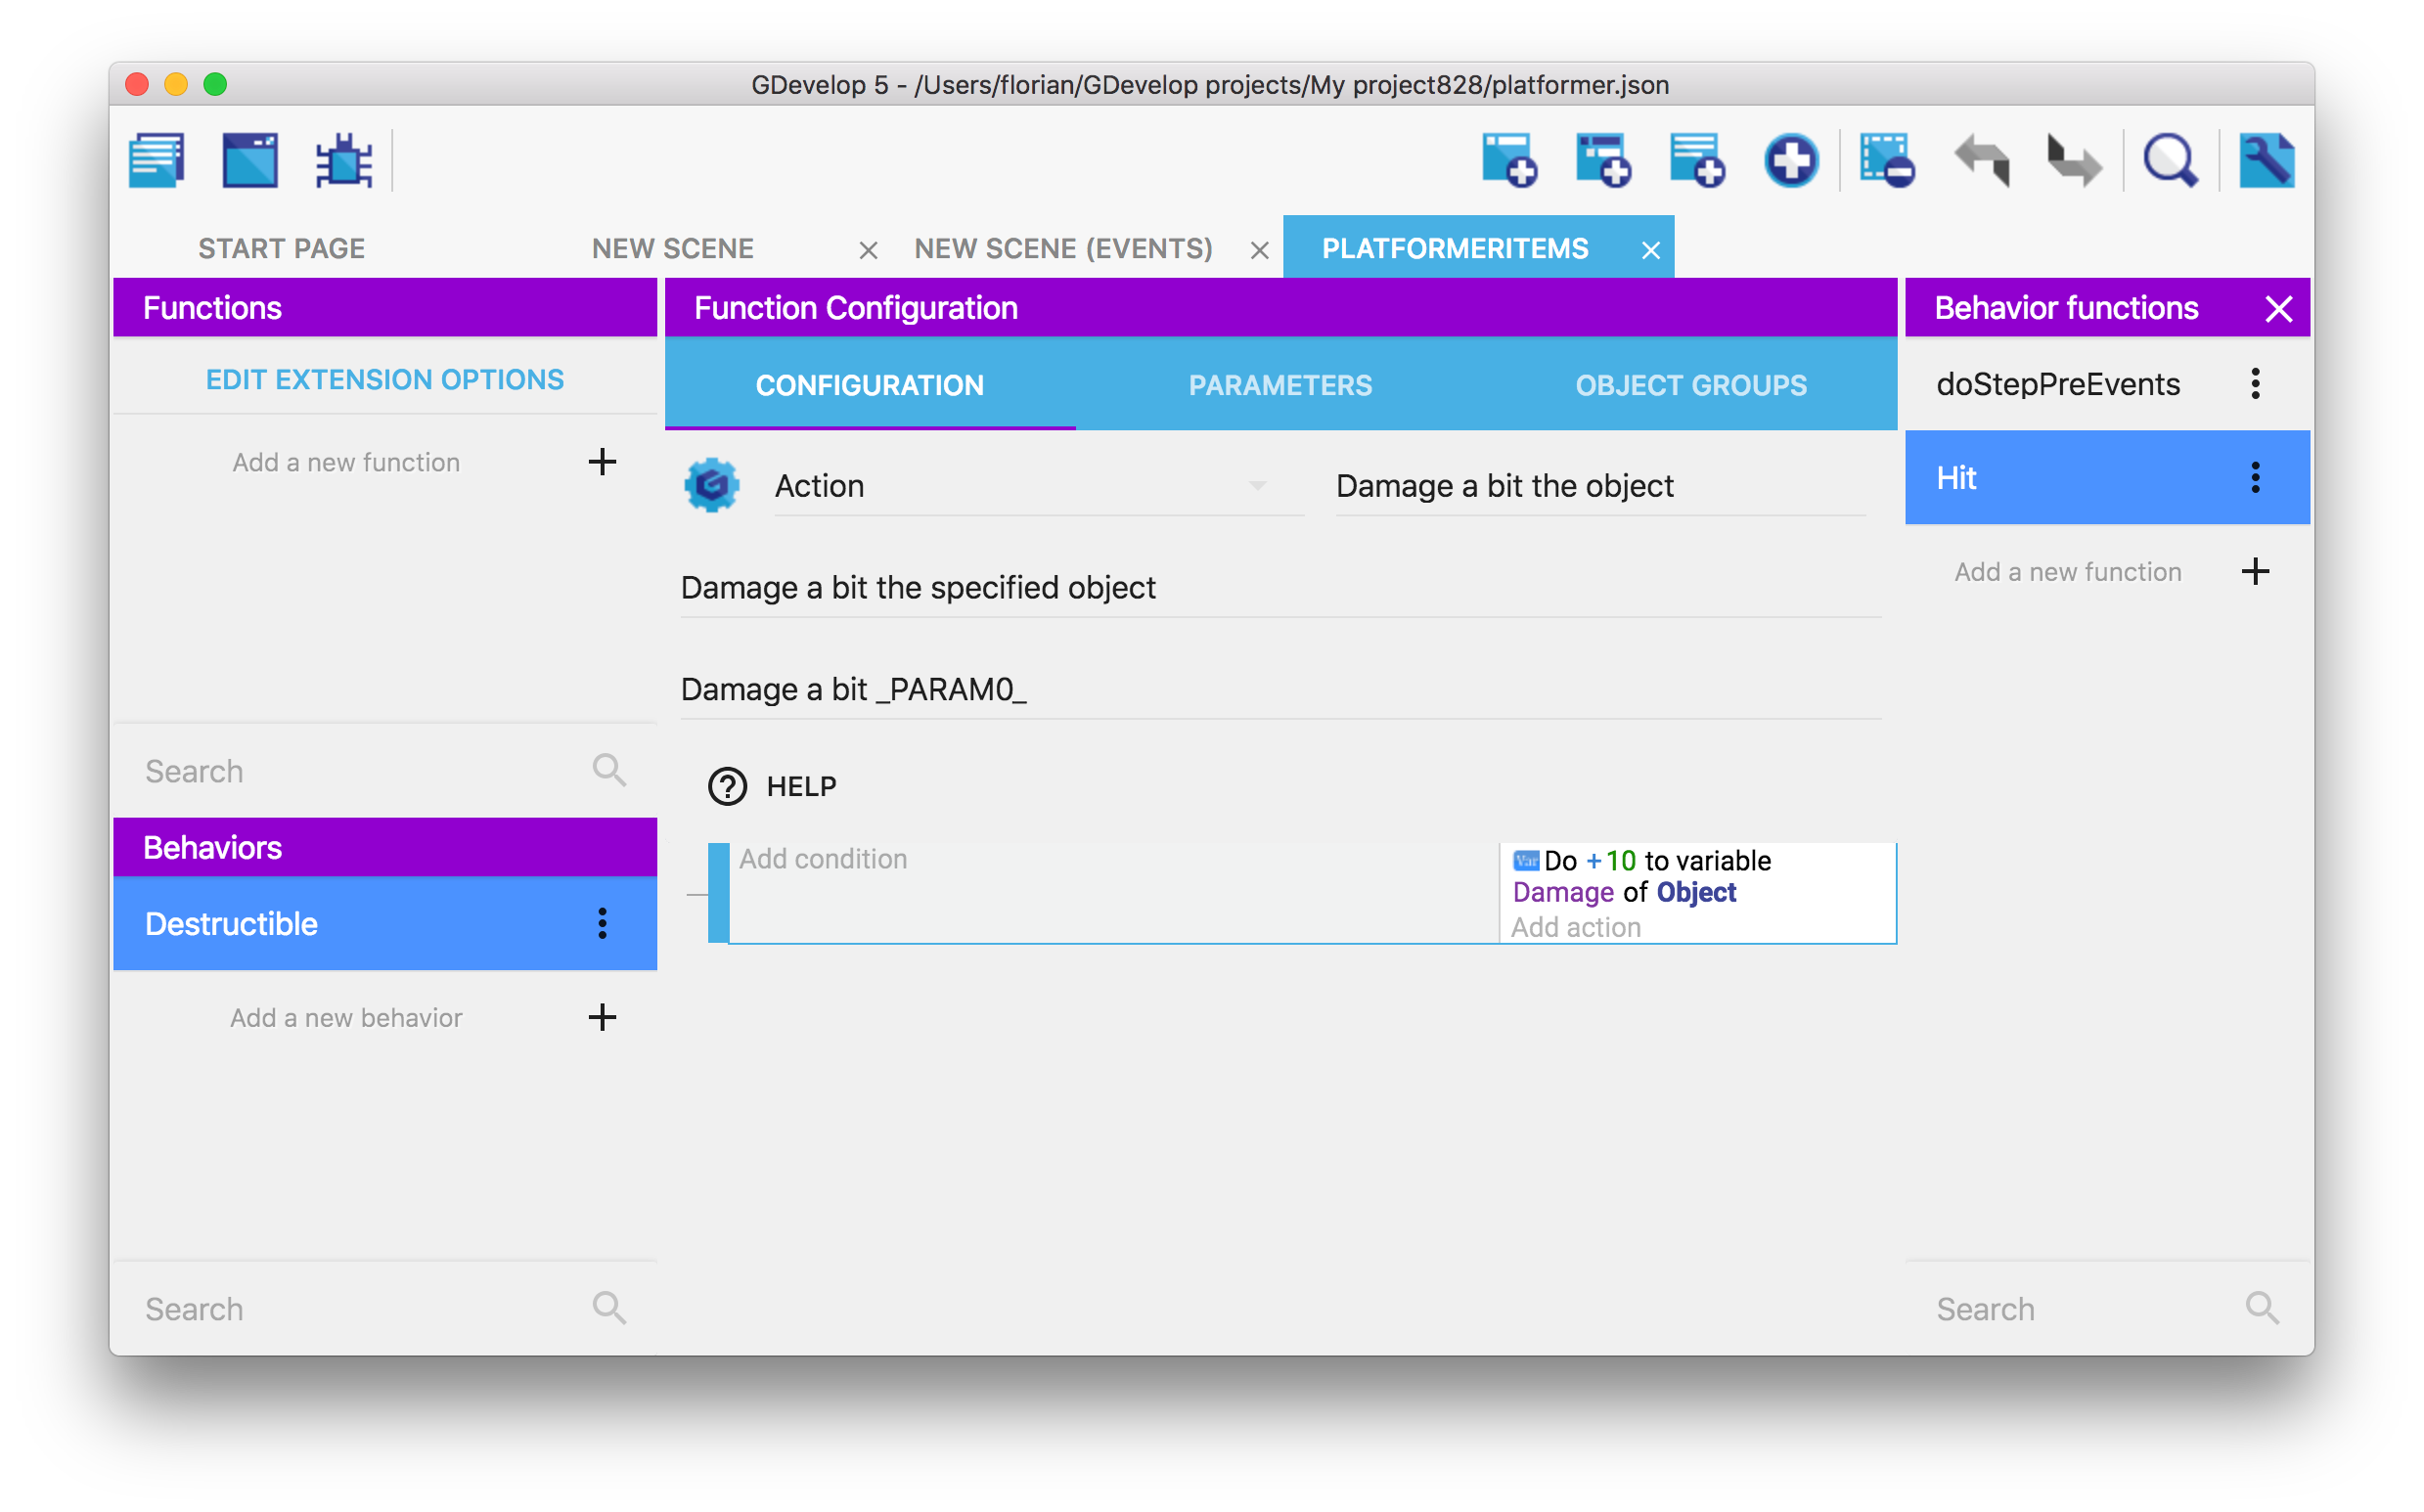 GDevelop 5 - /Users/florian/GDevelop projects/My project828/platformer.json
START PAGE
NEW SCENE
NEW SCENE (EVENTS)
PLATFORMERITEMS
Functions
EDIT EXTENSION OPTIONS
Add a new function
Search
Behaviors
Destructible
Add a new behavior
Search
Function Configuration
CONFIGURATION
PARAMETERS
OBJECT GROUPS
Action
Damage a bit the object
Damage a bit the specified object
Damage a bit _PARAM0_
HELP
Add condition
Var Do +10 to variable
Damage of Object
Add action
Behavior functions
doStepPreEvents
Hit
Add a new function
Search